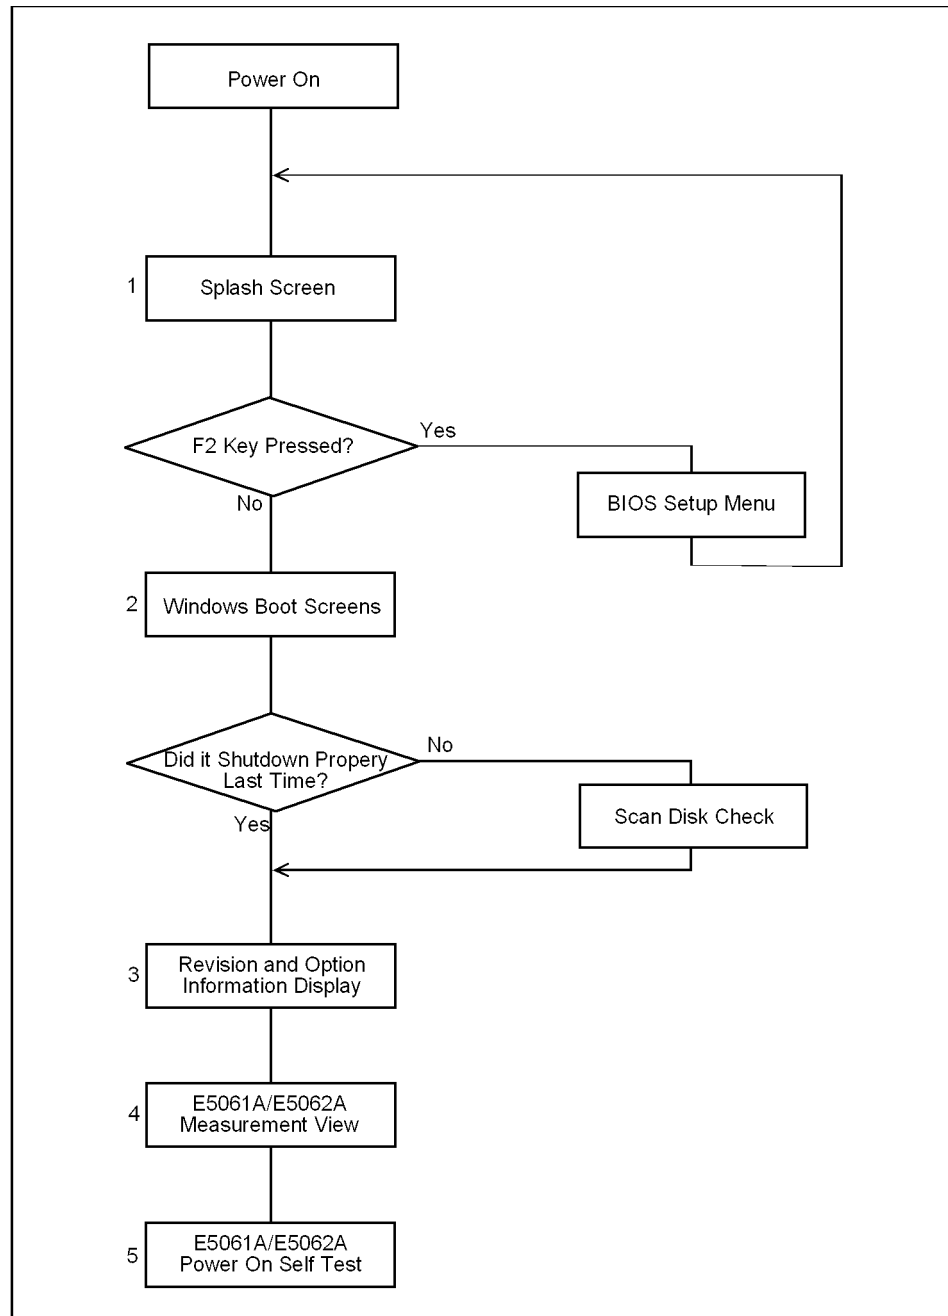 Power On
1
Splash Screen
F2 Key Pressed?
Yes
No
BIOS Setup Menu
2
Windows Boot Screens
Did it Shutdown Propery
Last Time?
No
Yes
Scan Disk Check
3
Revision and Option
Information Display
4
E5061A/E5062A
Measurement View
5
E5061A/E5062A
Power On Self Test